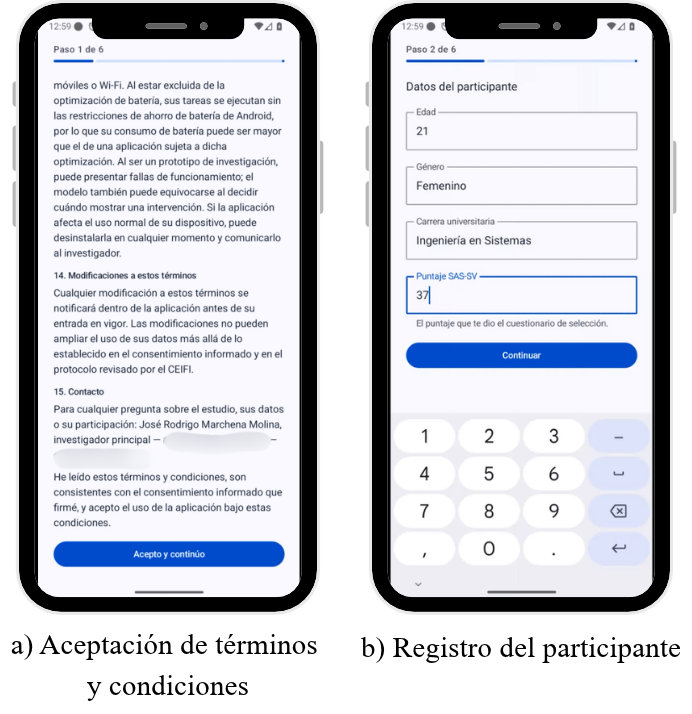 12:59
Paso 1 de 6
móviles o Wi-Fi. Al estar excluida de la
optimización de batería, sus tareas se ejecutan sin
las restricciones de ahorro de batería de Android,
por lo que su consumo de batería puede ser mayor
que el de una aplicación sujeta a dicha
optimización. Al ser un prototipo de investigación,
puede presentar fallas de funcionamiento; el
modelo también puede equivocarse al decidir
cuándo mostrar una intervención. Si la aplicación
afecta el uso normal de su dispositivo, puede
desinstalarla en cualquier momento y comunicarlo
al investigador.
14. Modificaciones a estos términos
Cualquier modificación a estos términos se
notificará dentro de la aplicación antes de su
entrada en vigor. Las modificaciones no pueden
ampliar el uso de sus datos más allá de lo
establecido en el consentimiento informado y en el
protocolo revisado por el CEIFI.
15. Contacto
Para cualquier pregunta sobre el estudio, sus datos
o su participación: José Rodrigo Marchena Molina,
investigador principal — –
He leído estos términos y condiciones, son
consistentes con el consentimiento informado que
firmé, y acepto el uso de la aplicación bajo estas
condiciones.
Acepto y continúo
a) Aceptación de términos
y condiciones
12:59
Paso 2 de 6
Datos del participante
Edad
21
Género
Femenino
Carrera universitaria
Ingeniería en Sistemas
Puntaje SAS-SV
37
El puntaje que te dio el cuestionario de selección.
Continuar
1 2 3 –
4 5 6
7 8 9
, 0 .
b) Registro del participante